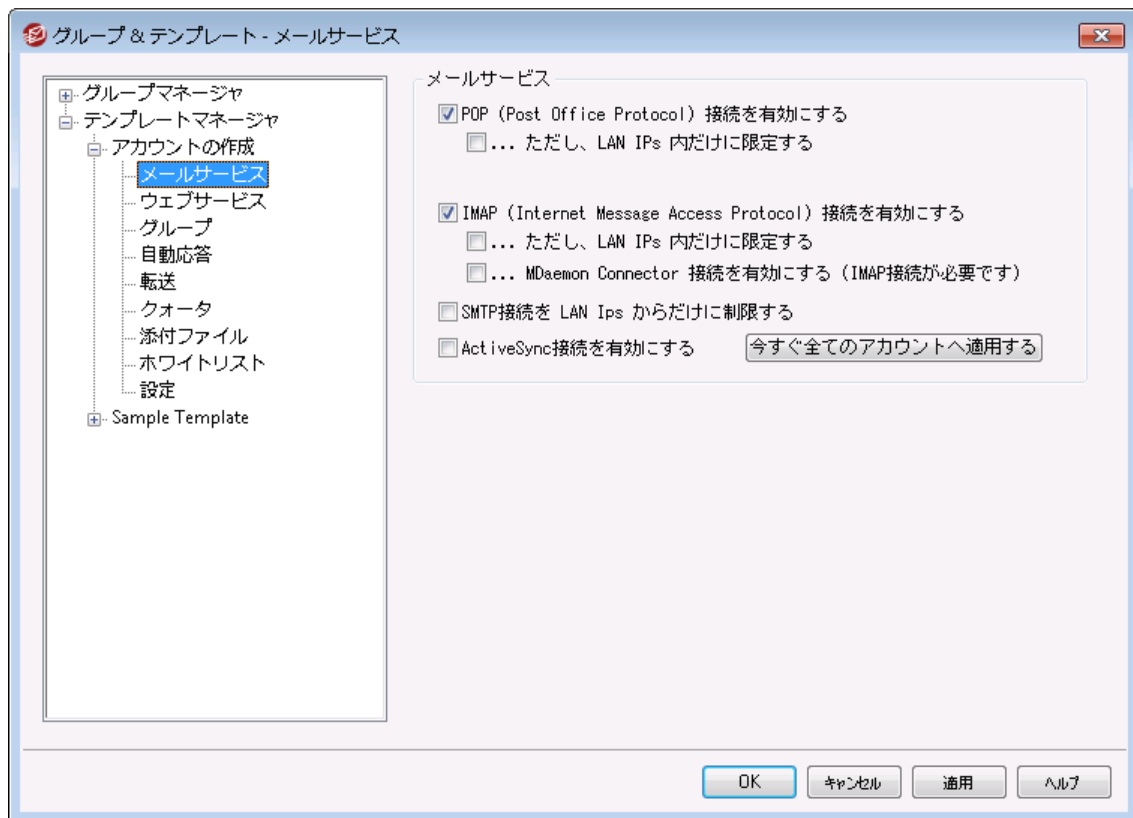 グループ & テンプレート - メールサービス
グループマネージャ
テンプレートマネージャ
アカウントの作成
メールサービス
ウェブサービス
グループ
自動応答
転送
クォータ
添付ファイル
ホワイトリスト
設定
Sample Template
メールサービス
POP (Post Office Protocol) 接続を有効にする
... ただし、LAN IPs 内だけに限定する
IMAP (Internet Message Access Protocol) 接続を有効にする
... ただし、LAN IPs 内だけに限定する
... MDaemon Connector 接続を有効にする (IMAP接続が必要です)
SMTP接続を LAN Ips からだけに制限する
ActiveSync接続を有効にする 今すぐ全てのアカウントへ適用する
OK キャンセル 適用 ヘルプ